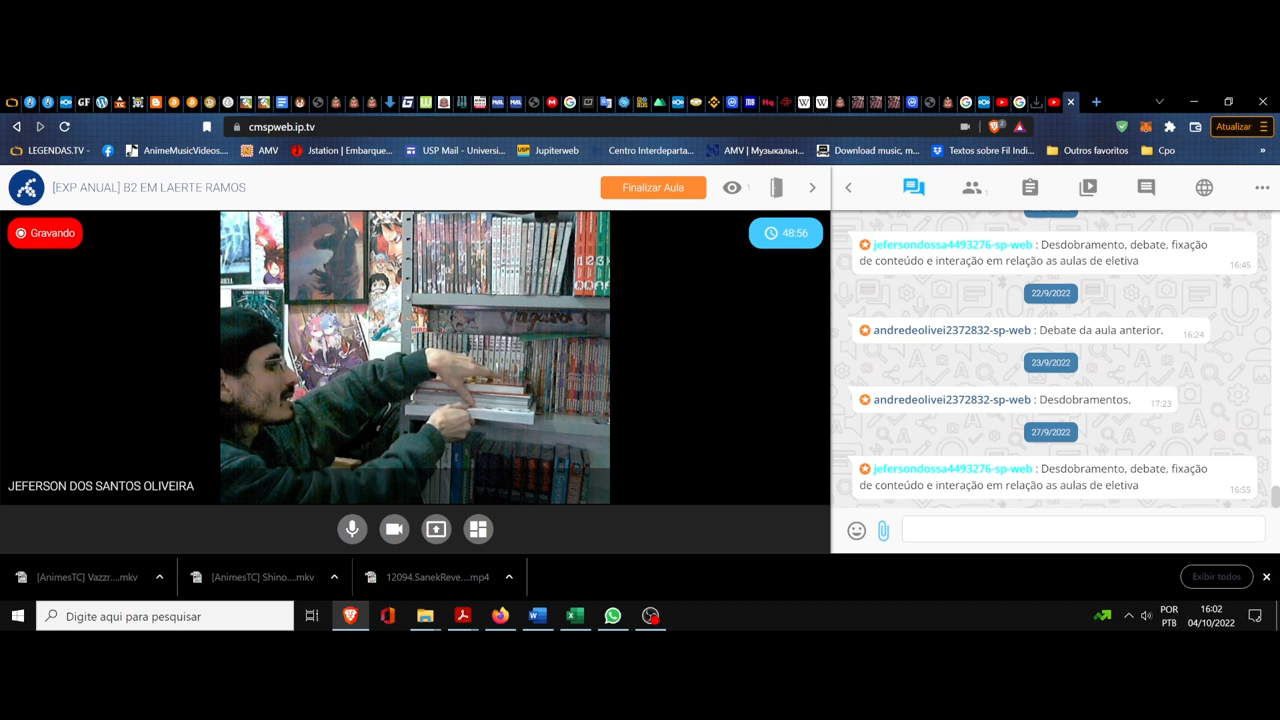 cmspweb.ip.tv
Atualizar
LEGENDAS.TV -
AnimeMusicVideos....
AMV
Jstation | Embarque...
USP Mail - Universi...
Jupiterweb
Centro Interdeparta...
AMV | Музыкальн...
Download music, m...
Textos sobre Fil Indi...
Outros favoritos
Cpo
»
[EXP ANUAL] B2 EM LAERTE RAMOS
Finalizar Aula
1
1
Gravando
48:56
jefersondossa4493276-sp-web : Desdobramento, debate, fixação
de conteúdo e interação em relação as aulas de eletiva
16:45
22/9/2022
andredeolivei2372832-sp-web : Debate da aula anterior.
16:24
23/9/2022
andredeolivei2372832-sp-web : Desdobramentos.
17:23
27/9/2022
jefersondossa4493276-sp-web : Desdobramento, debate, fixação
de conteúdo e interação em relação as aulas de eletiva
16:55
JEFERSON DOS SANTOS OLIVEIRA
[AnimesTC] Vazzr....mkv
[AnimesTC] Shino....mkv
12094.SanekReve....mp4
Exibir todos
Digite aqui para pesquisar
POR
PTB
16:02
04/10/2022